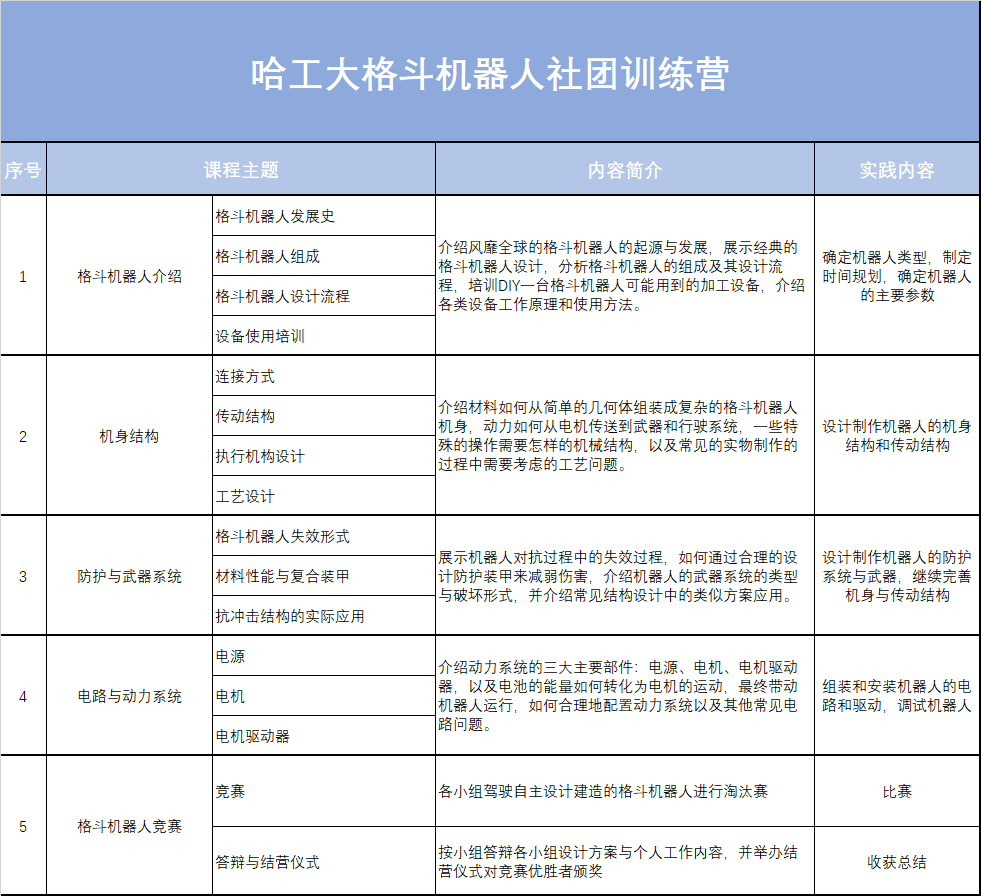 哈工大格斗机器人社团训练营
序号
课程主题
内容简介
实践内容
1
格斗机器人介绍
格斗机器人发展史
格斗机器人组成
格斗机器人设计流程
设备使用培训
介绍风靡全球的格斗机器人的起源与发展，展示经典的
格斗机器人设计，分析格斗机器人的组成及其设计流
程，培训DIY一台格斗机器人可能用到的加工设备，介绍
各类设备工作原理和使用方法。
确定机器人类型，制定
时间规划，确定机器人
的主要参数
2
机身结构
连接方式
传动结构
执行机构设计
工艺设计
介绍材料如何从简单的几何体组装成复杂的格斗机器人
机身，动力如何从电机传送到武器和行驶系统，一些特
殊的操作需要怎样的机械结构，以及常见的实物制作的
过程中需要考虑的工艺问题。
设计制作机器人的机身
结构和传动结构
3
防护与武器系统
格斗机器人失效形式
材料性能与复合装甲
抗冲击结构的实际应用
展示机器人对抗过程中的失效过程，如何通过合理的设
计防护装甲来减弱伤害，介绍机器人的武器系统的类型
与破坏形式，并介绍常见结构设计中的类似方案应用。
设计制作机器人的防护
系统与武器，继续完善
机身与传动结构
4
电路与动力系统
电源
电机
电机驱动器
介绍动力系统的三大主要部件：电源、电机、电机驱动
器，以及电池的能量如何转化为电机的运动，最终带动
机器人运行，如何合理地配置动力系统以及其他常见电
路问题。
组装和安装机器人的电
路和驱动，调试机器人
5
格斗机器人竞赛
竞赛
各小组驾驶自主设计建造的格斗机器人进行淘汰赛
比赛
答辩与结营仪式
按小组答辩各小组设计方案与个人工作内容，并举办结
营仪式对竞赛优胜者颁奖
收获总结